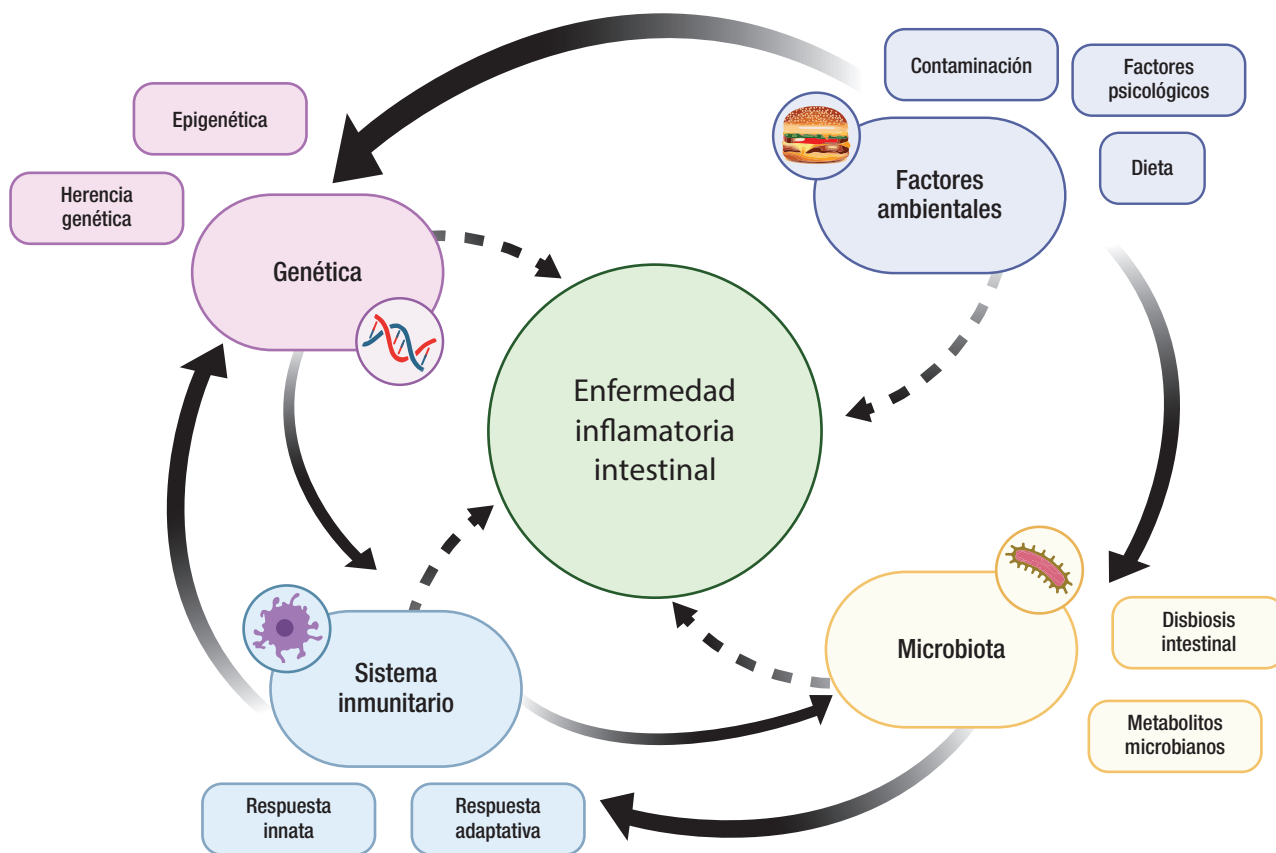 Contaminación
Factores
psicológicos
Dieta
Factores
ambientales
Epigenética
Herencia
genética
Genética
Enfermedad
inflamatoria
intestinal
Microbiota
Disbiosis
intestinal
Metabolitos
microbianos
Sistema
inmunitario
Respuesta
innata
Respuesta
adaptativa